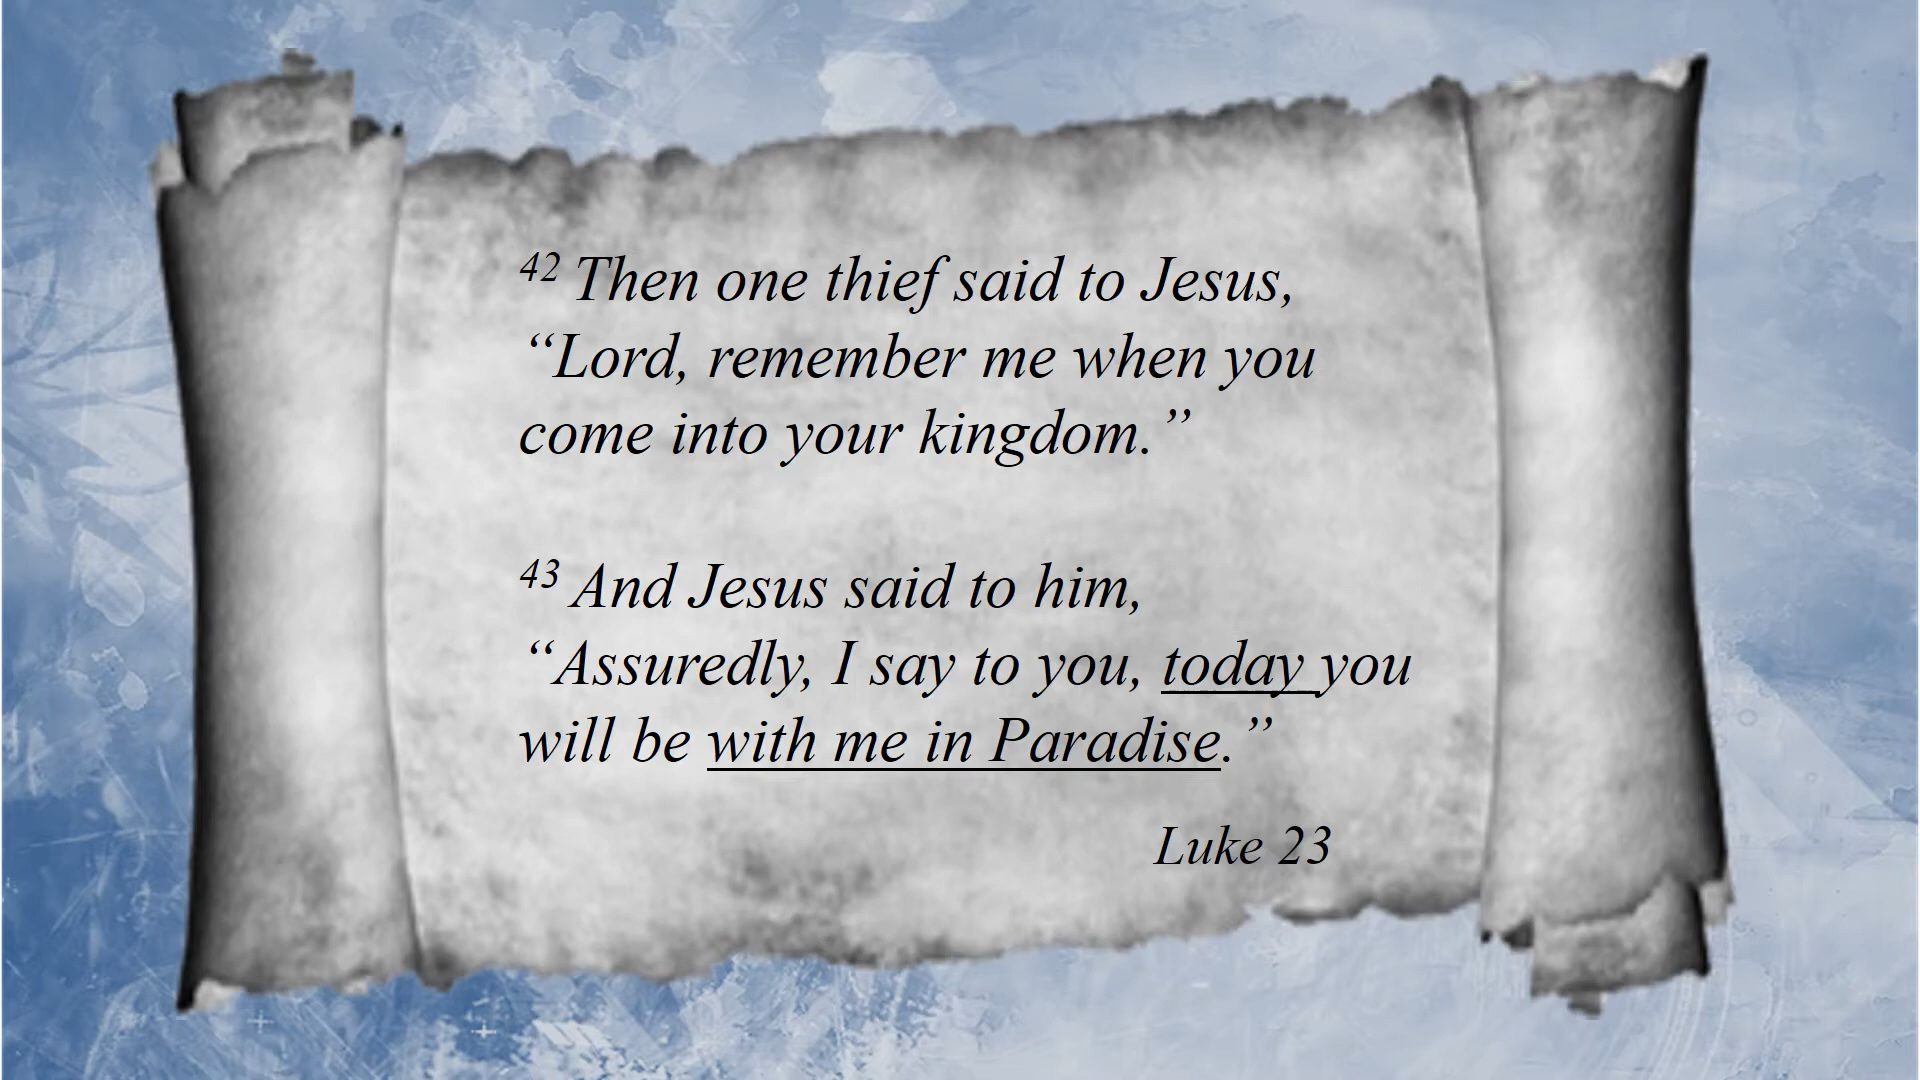 42 Then one thief said to Jesus,
“Lord, remember me when you
come into your kingdom.”
43 And Jesus said to him,
“Assuredly, I say to you, today you
will be with me in Paradise.”
Luke 23